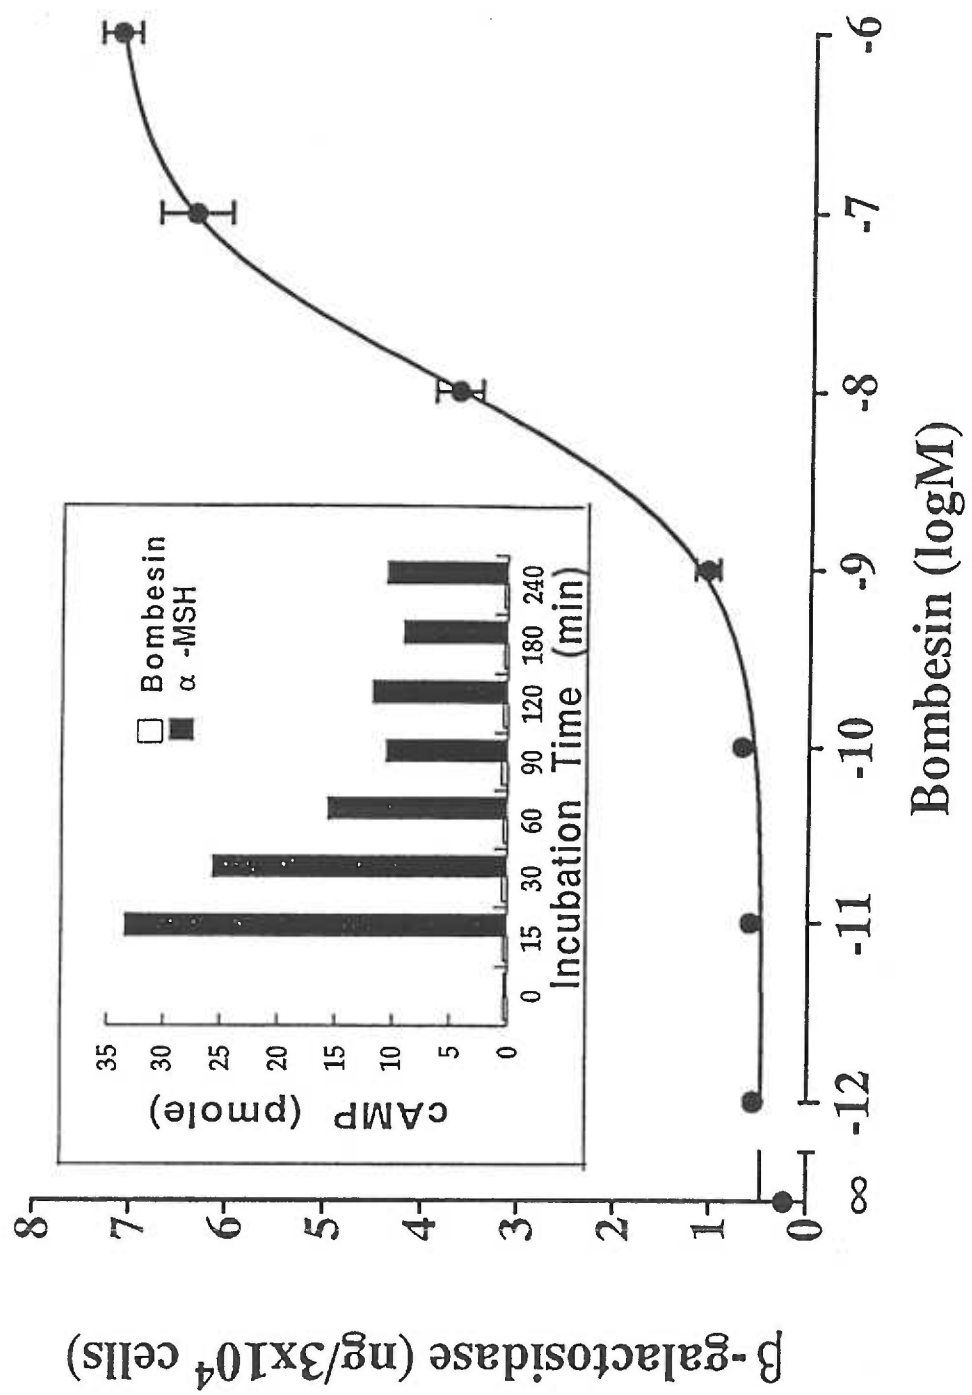 β-galactosidase (ng/3x10⁴ cells)
8
7
6
5
4
3
2
1
0
cAMP (pmole)
35
30
25
20
15
10
5
0
Bombesin
α -MSH
0 15 30 60 90 120 180 240
Incubation Time (min)
∞ -12 -11 -10 -9 -8 -7 -6
Bombesin (logM)